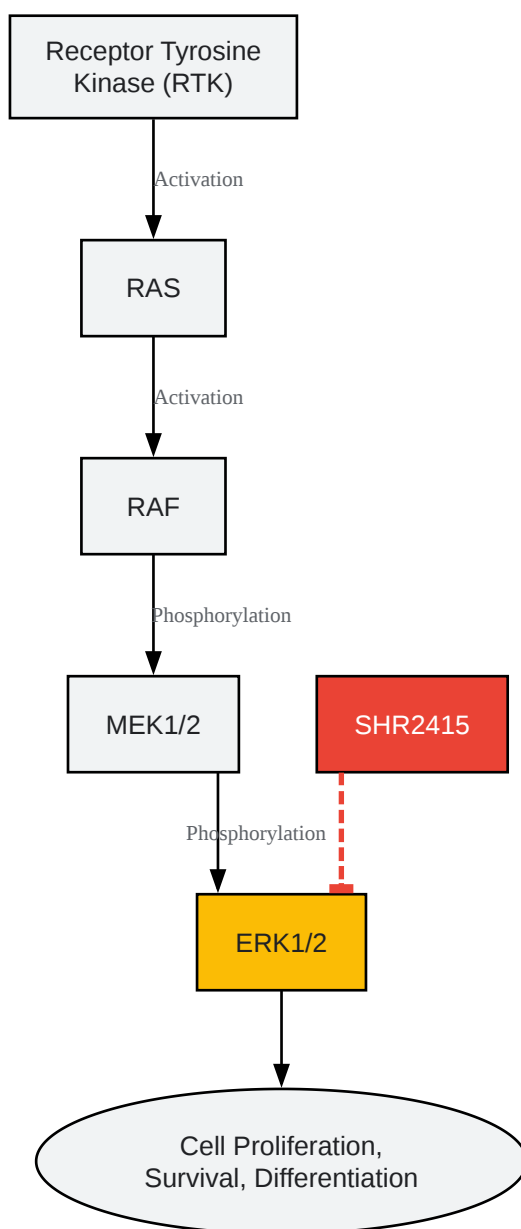 Receptor Tyrosine
Kinase (RTK)
Activation
RAS
Activation
RAF
Phosphorylation
MEK1/2
SHR2415
Phosphorylation
ERK1/2
Cell Proliferation,
Survival, Differentiation